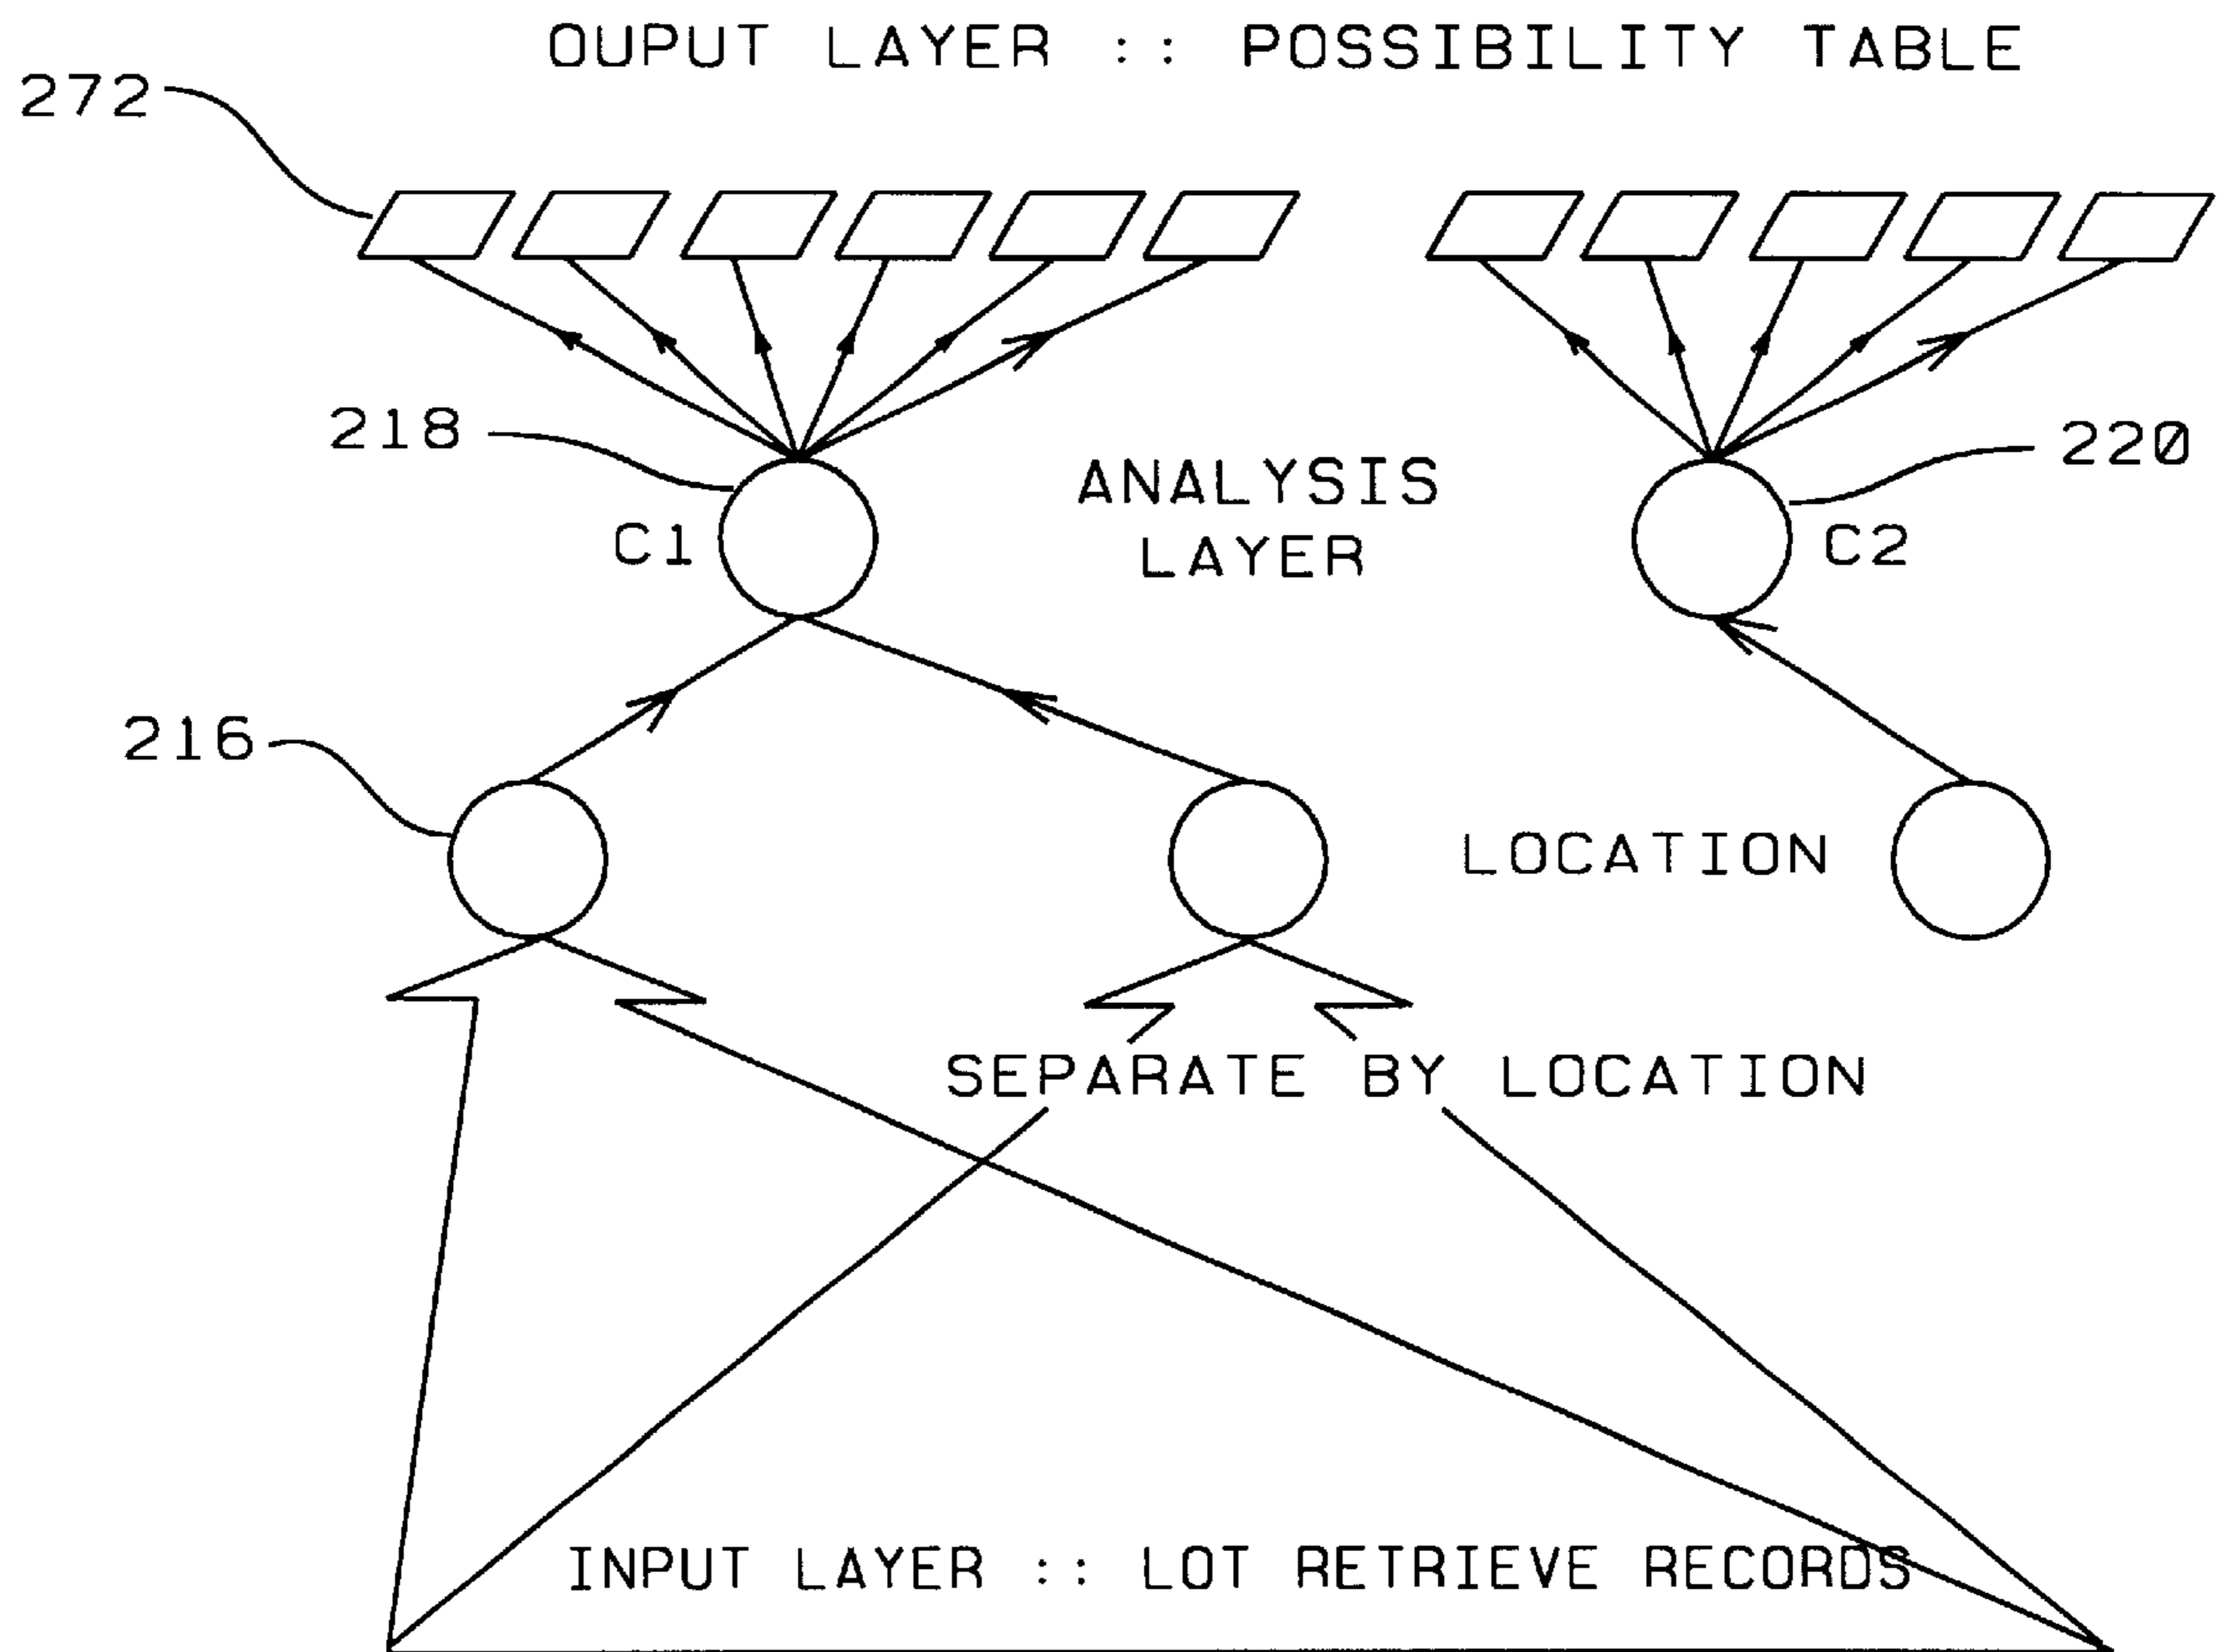 OUPUT LAYER :: POSSIBILITY TABLE
272
218
ANALYSIS
LAYER
220
C1
C2
216
LOCATION
SEPARATE BY LOCATION
INPUT LAYER :: LOT RETRIEVE RECORDS